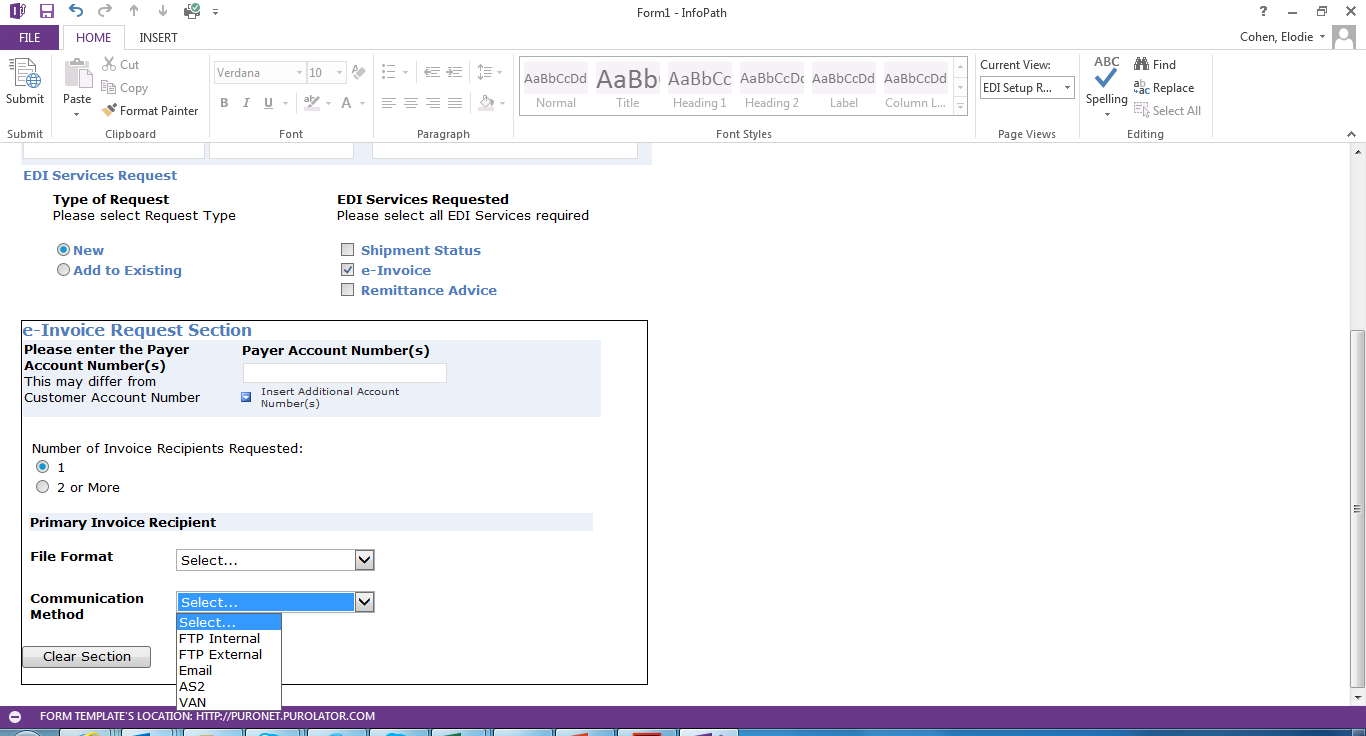 Form1 - InfoPath
?
FILE
HOME
INSERT
Cohen, Elodie
Submit
Paste
Cut
Copy
Format Painter
Verdana
10
B I U
A
AaBbCcDd
AaBb
AaBbCc
AaBbCcDc
AaBbCcDd
AaBbCcDd
Normal
Title
Heading 1
Heading 2
Label
Column L...
Current View:
EDI Setup R...
ABC
Spelling
Find
Replace
Select All
Submit
Clipboard
Font
Paragraph
Font Styles
Page Views
Editing
EDI Services Request
Type of Request
Please select Request Type
EDI Services Requested
Please select all EDI Services required
New
Add to Existing
Shipment Status
e-Invoice
Remittance Advice
e-Invoice Request Section
Please enter the Payer
Account Number(s)
This may differ from
Customer Account Number
Payer Account Number(s)
Insert Additional Account
Number(s)
Number of Invoice Recipients Requested:
1
2 or More
Primary Invoice Recipient
File Format
Select...
Communication
Method
Select...
Select...
FTP Internal
FTP External
Email
AS2
VAN
Clear Section
FORM TEMPLATE'S LOCATION: HTTP://PURONET.PUROLATOR.COM